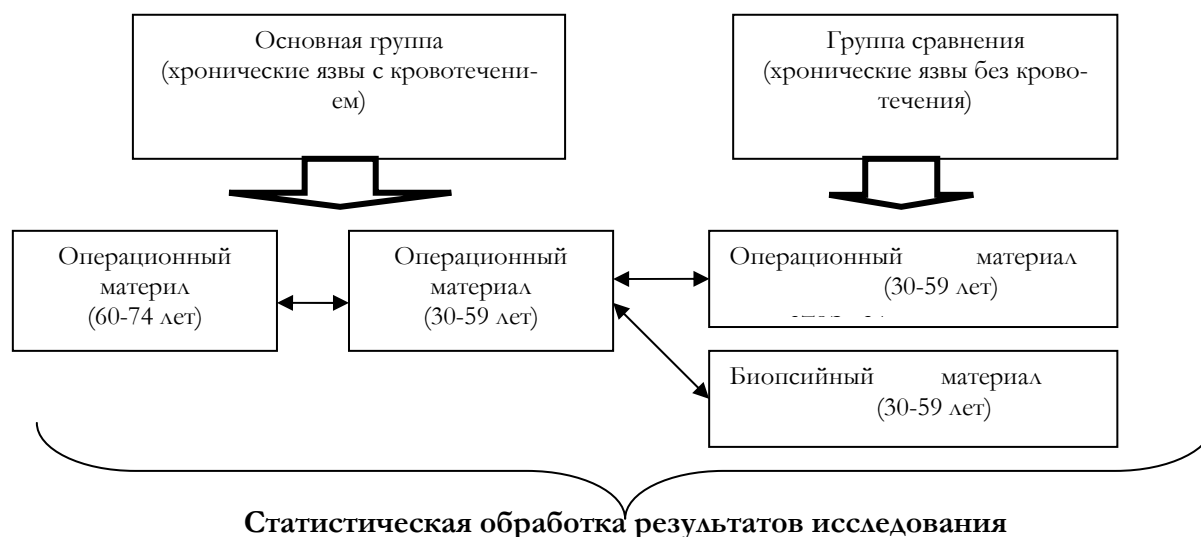 Основная группа
(хронические язвы с кровотечени-
ем)
Группа сравнения
(хронические язвы без крово-
течения)
Операционный
материл
(60-74 лет)
Операционный
материал
(30-59 лет)
Операционный материал
(30-59 лет)
Биопсийный материал
(30-59 лет)
Статистическая обработка результатов исследования